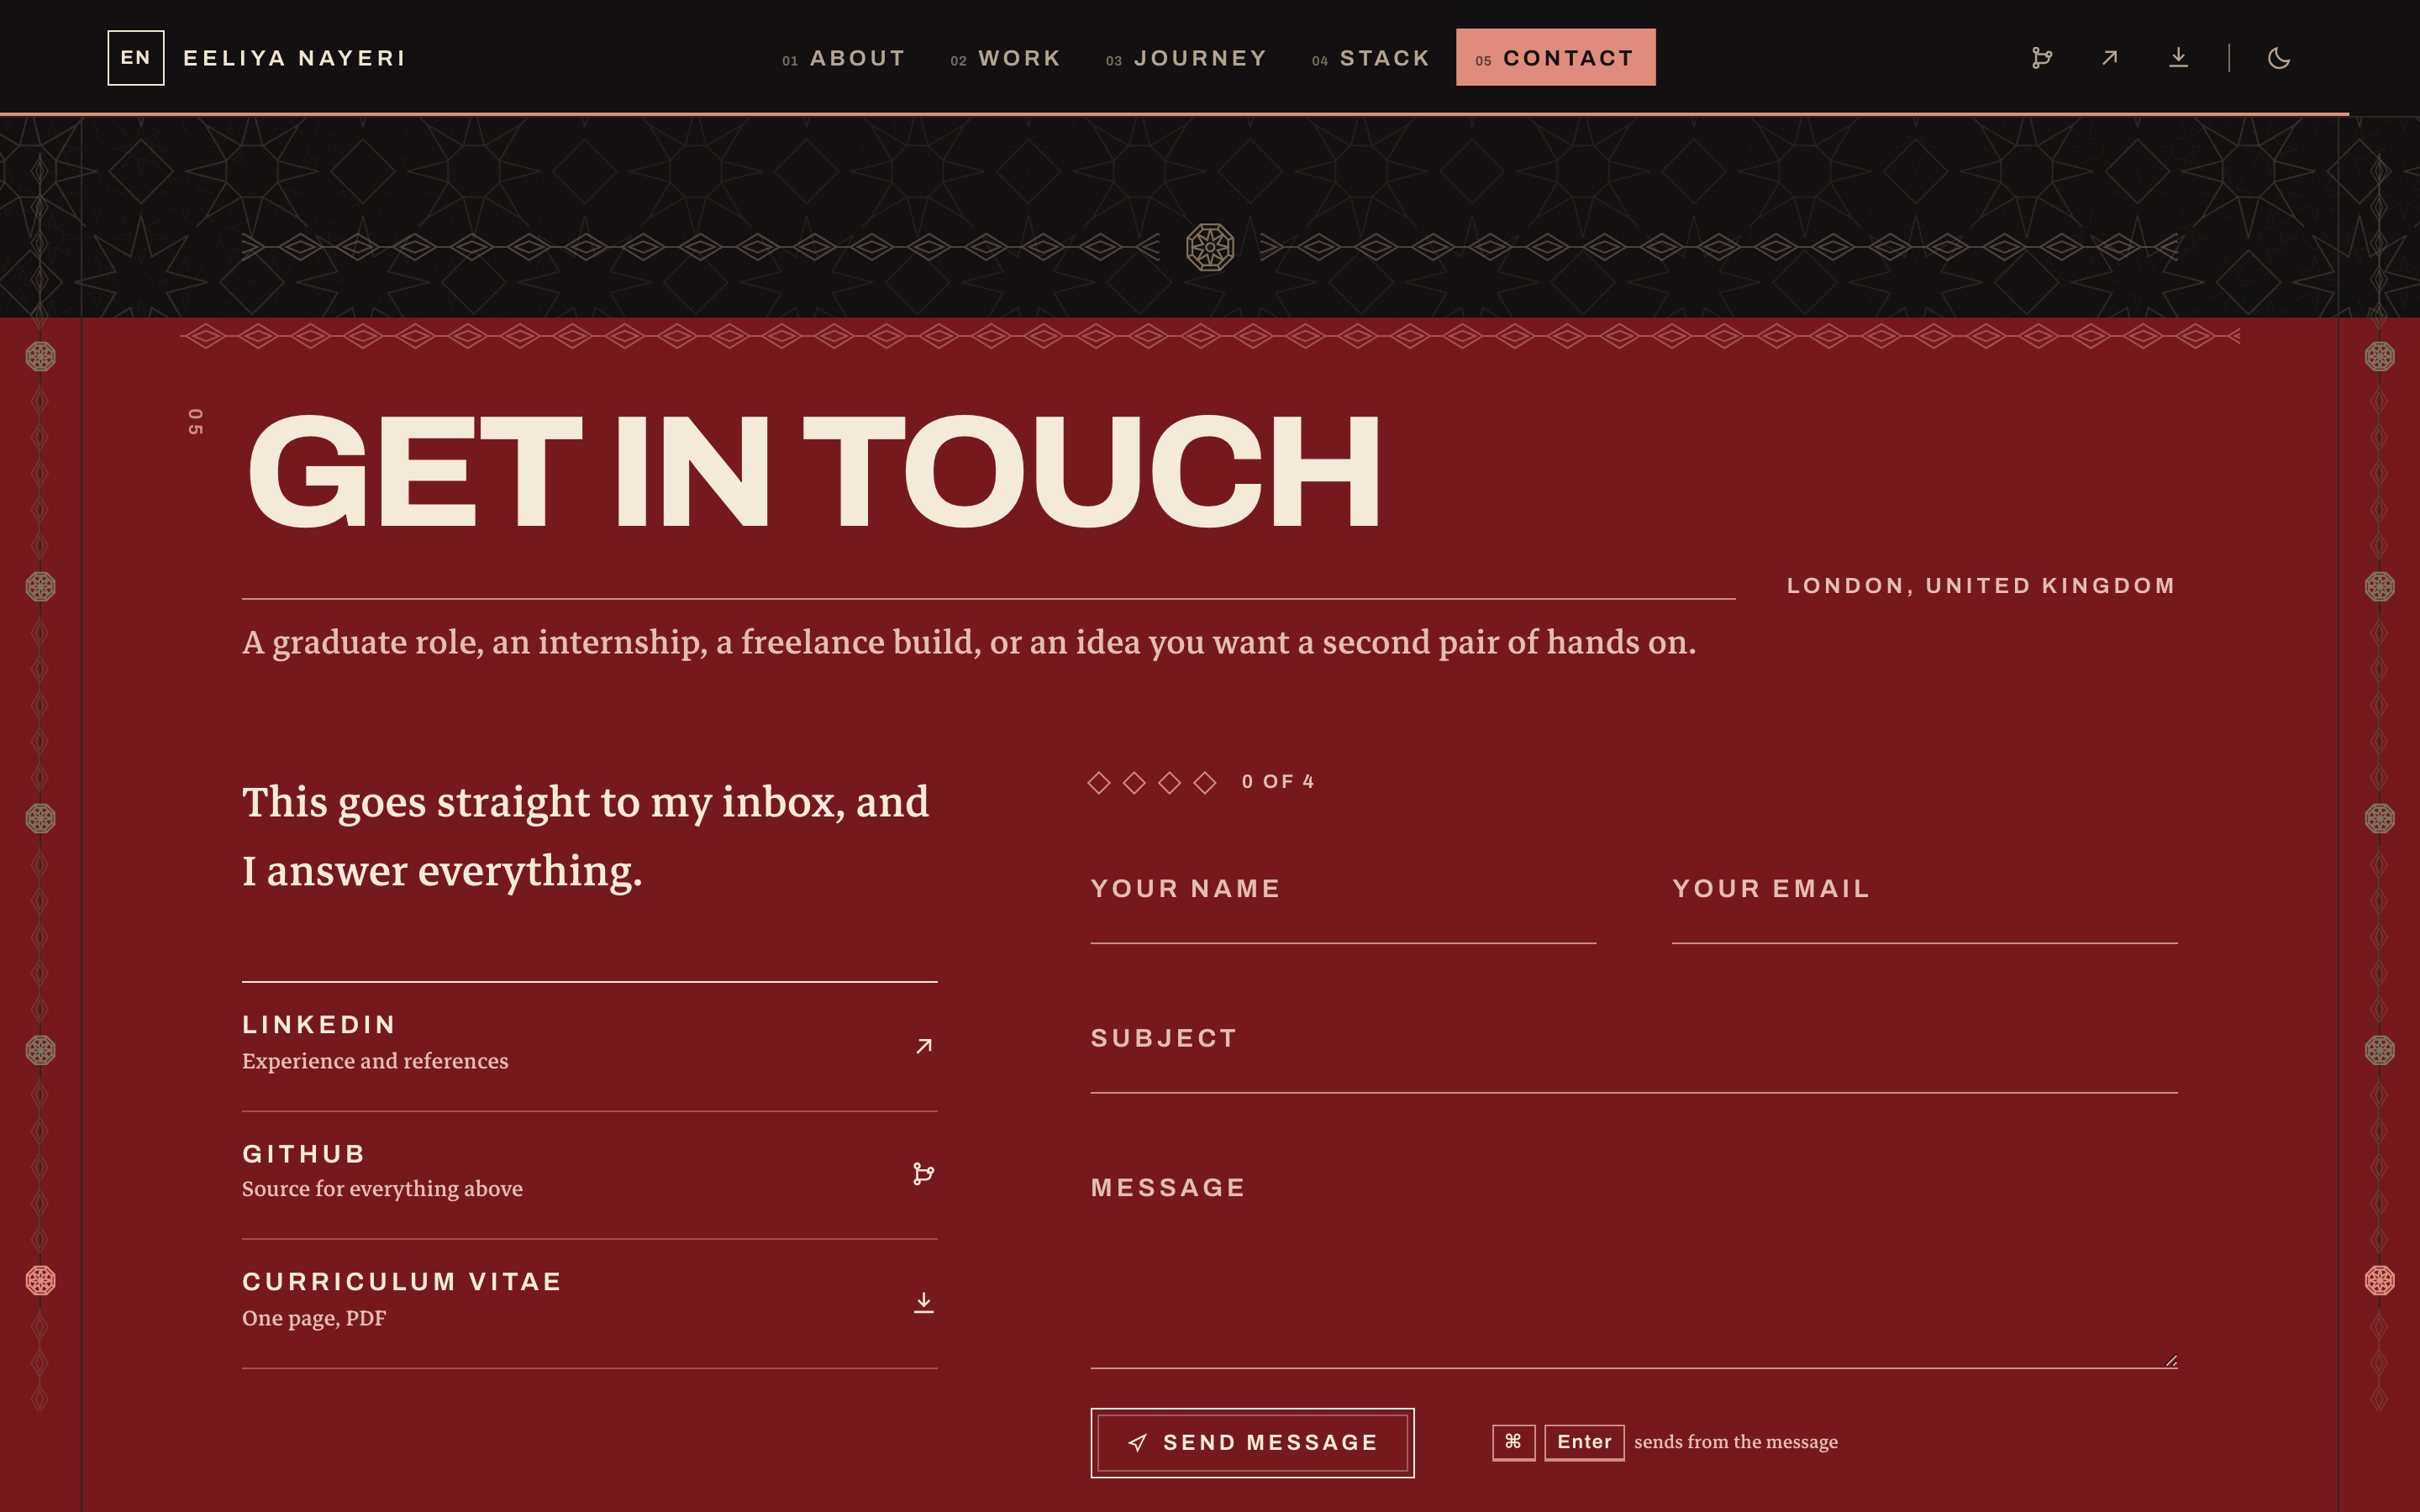 EN EELIYA NAYERI
01 ABOUT 02 WORK 03 JOURNEY 04 STACK 05 CONTACT
05
GET IN TOUCH
LONDON, UNITED KINGDOM
A graduate role, an internship, a freelance build, or an idea you want a second pair of hands on.
This goes straight to my inbox, and
I answer everything.
LINKEDIN
Experience and references
GITHUB
Source for everything above
CURRICULUM VITAE
One page, PDF
0 OF 4
YOUR NAME
YOUR EMAIL
SUBJECT
MESSAGE
SEND MESSAGE
⌘ Enter sends from the message